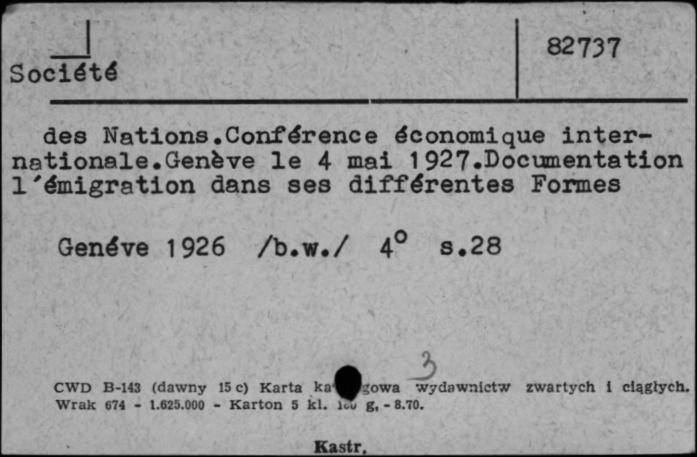 82737
Société
des Nations.Conférence économique inter-
nationale.Genève le 4 mai 1927.Documentation
l'émigration dans ses différentes Formes
Genéve 1926 /b.w./ 4° s.28
3
CWD B-143 (dawny 15 c) Karta wydawnictw zwartych i ciągłych.
Wrak 674 - 1.625.000 - Karton 5 kl. g, - 8.70.
Kastr.